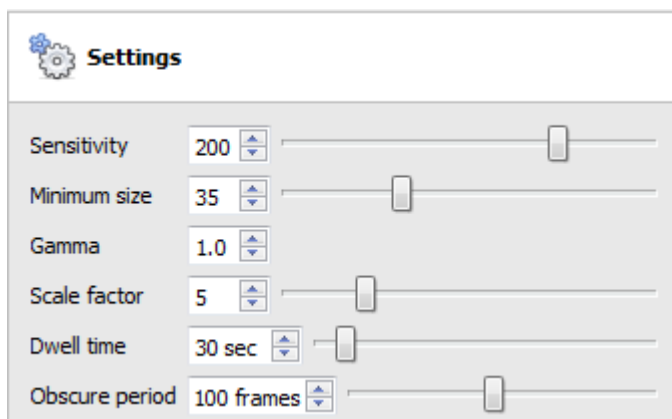 Settings
Sensitivity 200
Minimum size 35
Gamma 1.0
Scale factor 5
Dwell time 30 sec
Obscure period 100 frames